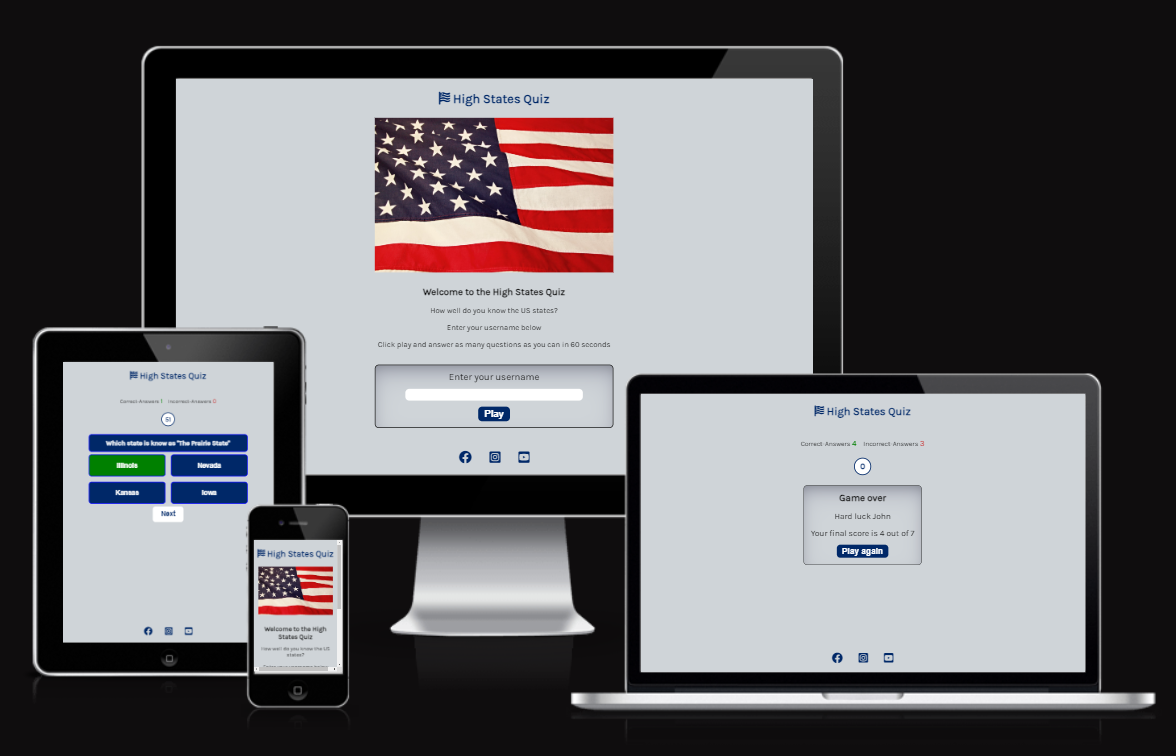 High States Quiz
Welcome to the High States Quiz
How well do you know the US states?
Enter your username below
Click play and answer as many questions as you can in 60 seconds
Enter your username
Play
High States Quiz
Correct Answers 1 Incorrect Answers 0
51
Which state is know as "The Prairie State"
Illinois Nevada
Kansas Iowa
Next
High States Quiz
Welcome to the High
States Quiz
How well do you know the US
states?
High States Quiz
Correct Answers 4 Incorrect Answers 3
0
Game over
Hard luck John
Your final score is 4 out of 7
Play again